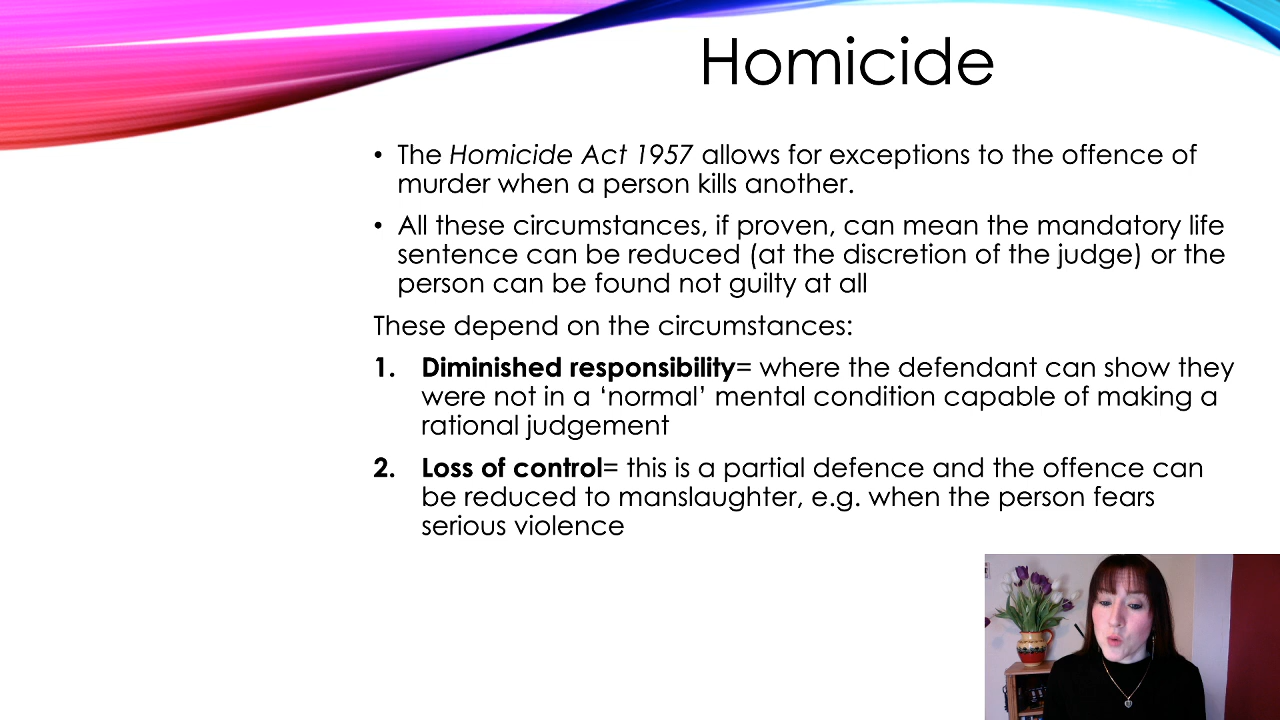 Homicide
• The Homicide Act 1957 allows for exceptions to the offence of
murder when a person kills another.
• All these circumstances, if proven, can mean the mandatory life
sentence can be reduced (at the discretion of the judge) or the
person can be found not guilty at all
These depend on the circumstances:
1. Diminished responsibility= where the defendant can show they
were not in a ‘normal’ mental condition capable of making a
rational judgement
2. Loss of control= this is a partial defence and the offence can
be reduced to manslaughter, e.g. when the person fears
serious violence